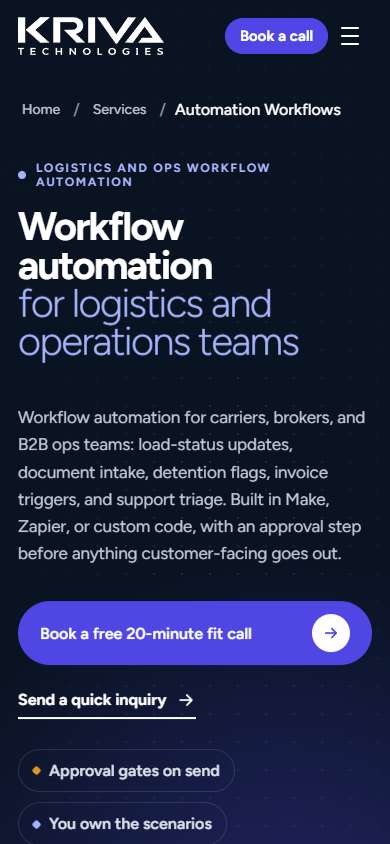 KRIVA
TECHNOLOGIES
Book a call
Home / Services / Automation Workflows
LOGISTICS AND OPS WORKFLOW
AUTOMATION
Workflow
automation
for logistics and
operations teams
Workflow automation for carriers, brokers, and
B2B ops teams: load-status updates,
document intake, detention flags, invoice
triggers, and support triage. Built in Make,
Zapier, or custom code, with an approval step
before anything customer-facing goes out.
Book a free 20-minute fit call
Send a quick inquiry
Approval gates on send
You own the scenarios